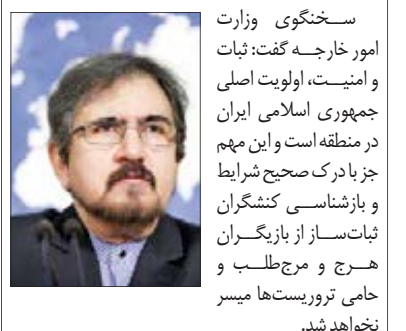 سخنگوی وزارت
امور خارجه گفت: ثبات
و امنیت، اولویت اصلی
جمهوری اسلامی ایران
در منطقه است و این مهم
جز با درک صحیح شرایط
و بازشناسی کنشگران
ثبات‌ساز از بازیگران
هرج و مرج‌طلب و
حامی تروریست‌ها میسر
نخواهد شد.